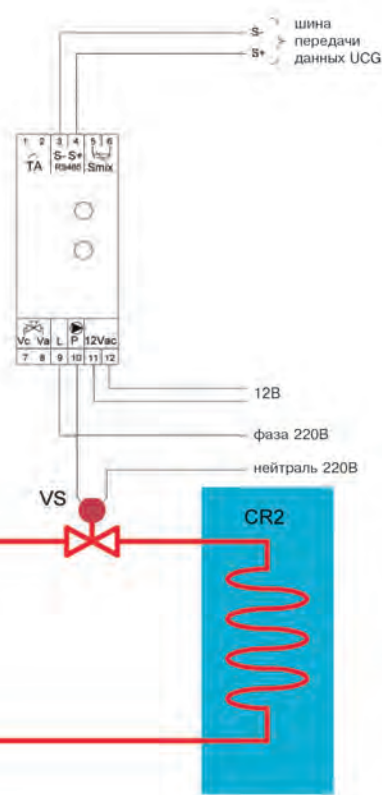 S- шина
передачи
S+ данных UCG
1 2 3 4 5 6
S- S+
TA RS485 Smix
Vc Va L P 12Vac
7 8 9 10 11 12
12В
фаза 220В
нейтраль 220В
VS
CR2